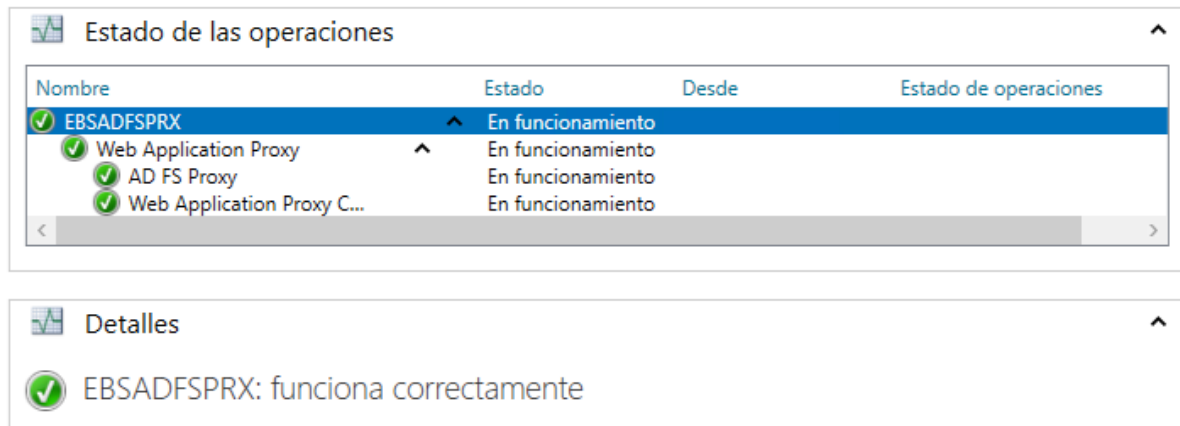 Estado de las operaciones
Nombre Estado Desde Estado de operaciones
EBSADFSPRX En funcionamiento
Web Application Proxy En funcionamiento
AD FS Proxy En funcionamiento
Web Application Proxy C... En funcionamiento
Detalles
EBSADFSPRX: funciona correctamente